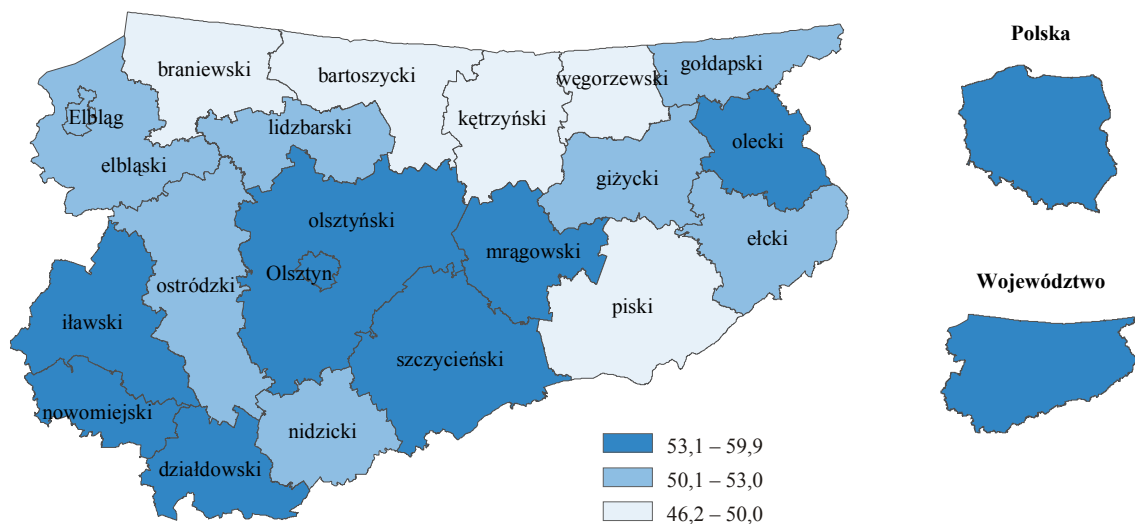 Polska
braniewski
bartoszycki
węgorzewski
gołdapski
Elbląg
lidzbarski
kętrzyński
olecki
elbląski
giżycki
olsztyński
mrągowski
ełcki
Olsztyn
ostródzki
Województwo
iławski
piski
szczycieński
nowomiejski
nidzicki
działdowski
53,1 – 59,9
50,1 – 53,0
46,2 – 50,0